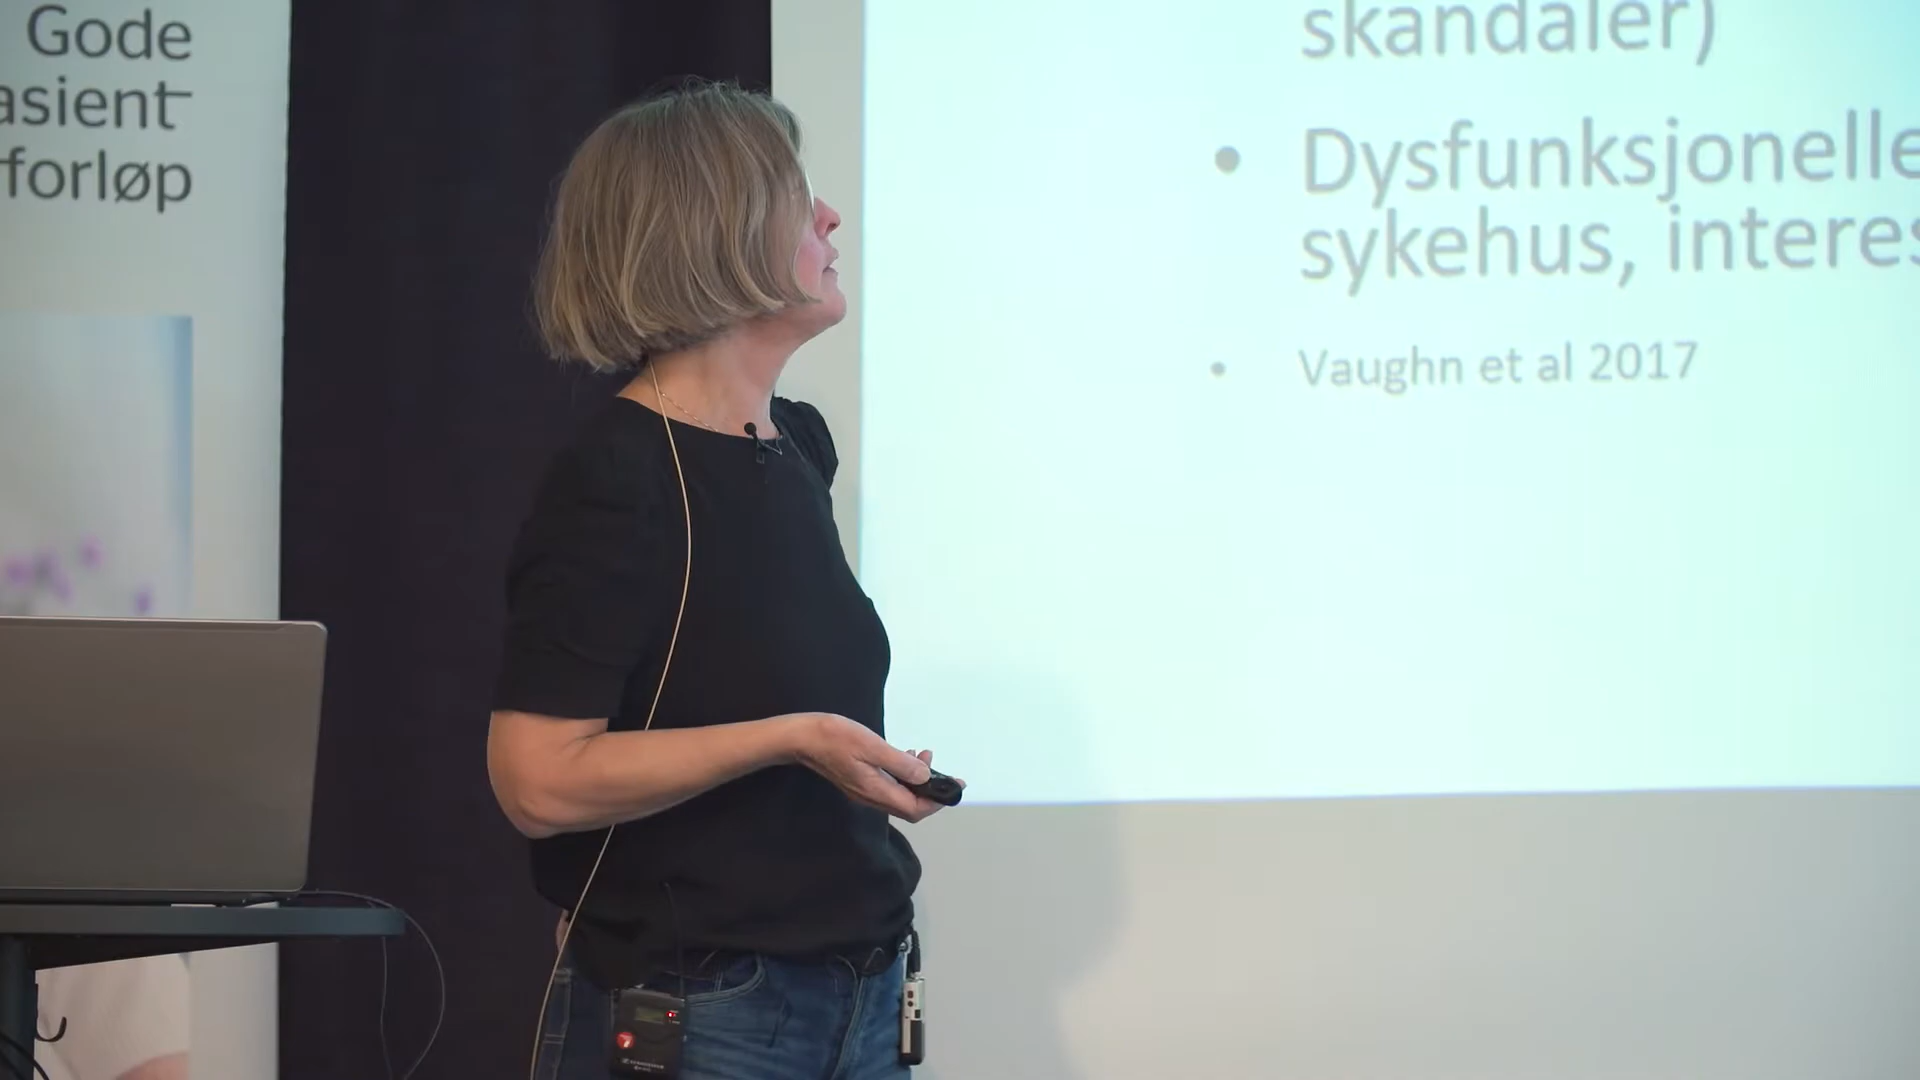 Gode
asient-
forløp
skandaler)
• Dysfunksjonelle
sykehus, interes
• Vaughn et al 2017